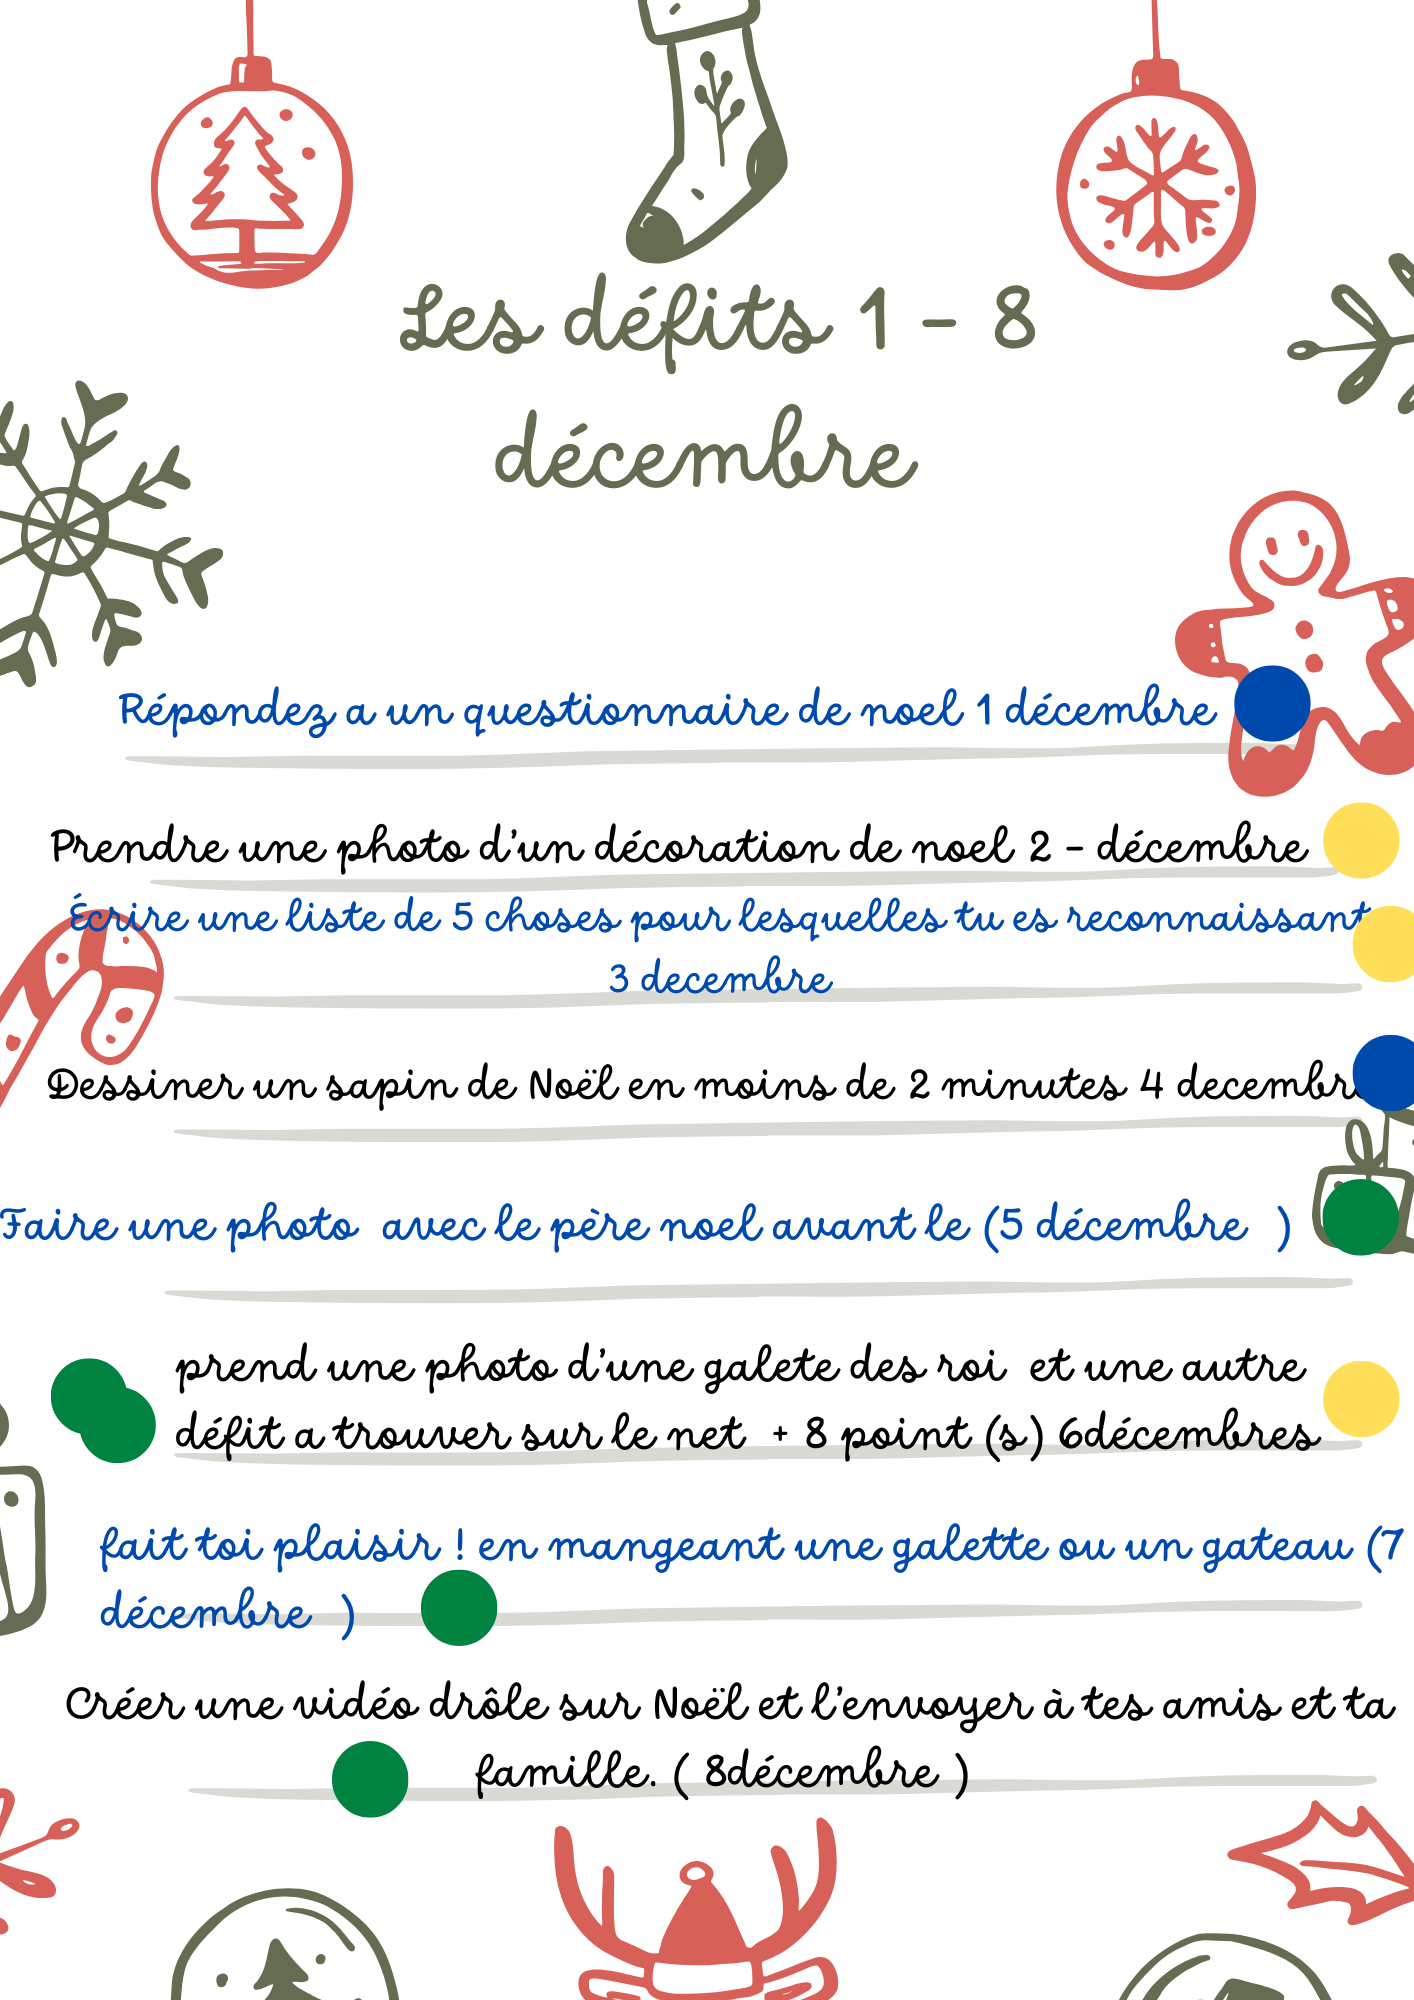 Les défits 1 - 8
décembre
Répondez a un questionnaire de noel 1 décembre
Prendre une photo d'un décoration de noel 2 - décembre
Écrire une liste de 5 choses pour lesquelles tu es reconnaissant
3 decembre
Dessiner un sapin de Noël en moins de 2 minutes 4 decembre
Faire une photo avec le père noel avant le (5 décembre )
prend une photo d'une galete des roi et une autre
défit a trouver sur le net + 8 point (s) 6décembres
fait toi plaisir ! en mangeant une galette ou un gateau (7
décembre )
Créer une vidéo drôle sur Noël et l'envoyer à tes amis et ta
famille. ( 8décembre )